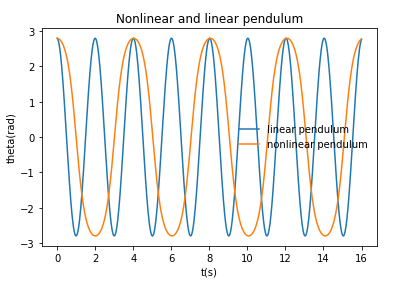 Nonlinear and linear pendulum
theta(rad)
3
2
1
0
−1
−2
−3
linear pendulum
nonlinear pendulum
0 2 4 6 8 10 12 14 16
t(s)